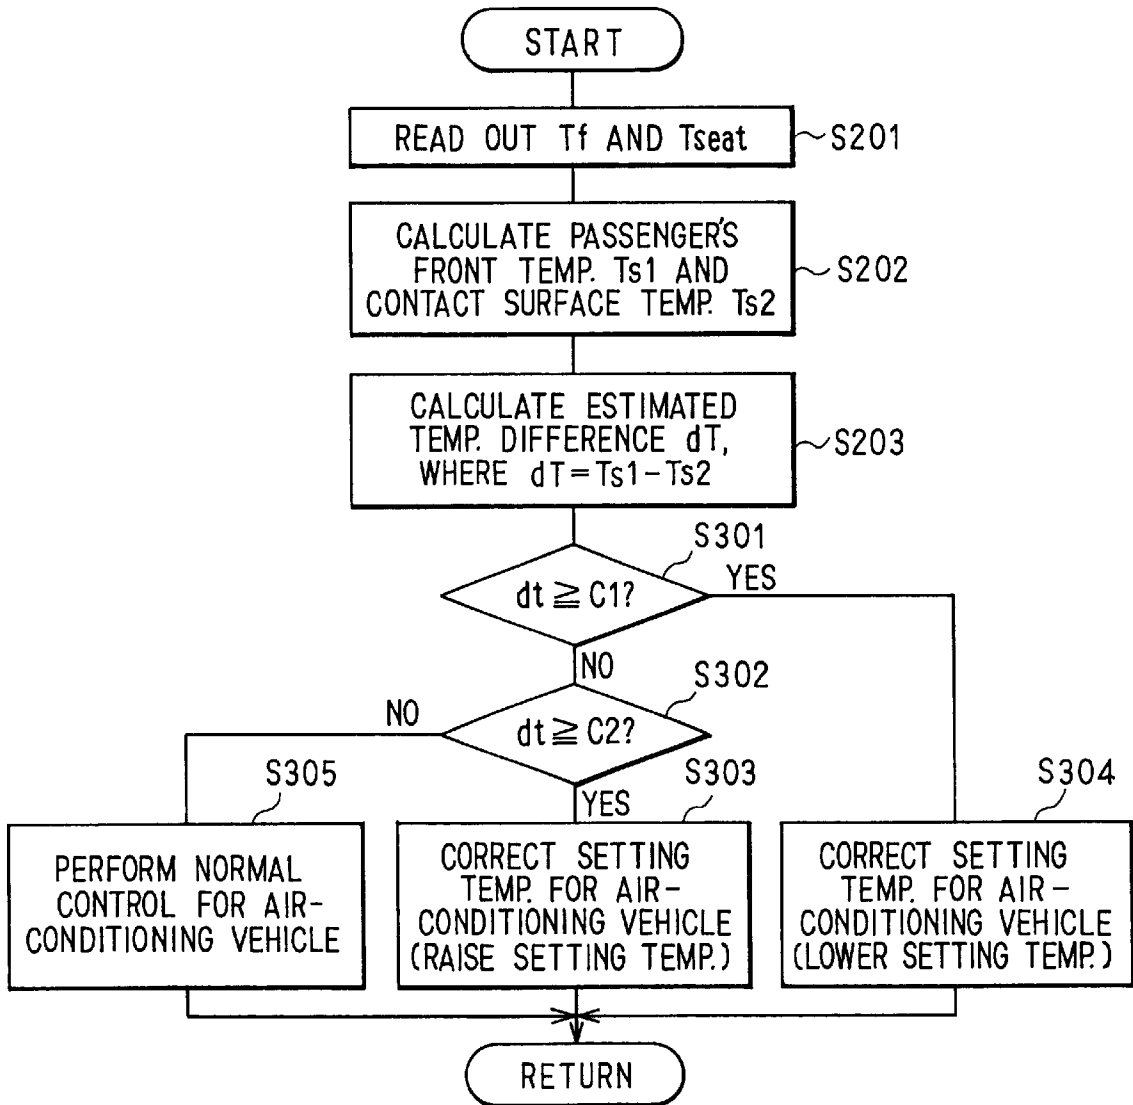 START
READ OUT Tf AND Tseat
S201
CALCULATE PASSENGER'S
FRONT TEMP. Ts1 AND
CONTACT SURFACE TEMP. Ts2
S202
CALCULATE ESTIMATED
TEMP. DIFFERENCE dT,
WHERE dT=Ts1-Ts2
S203
S301
dt ≧ C1?
YES
NO
S302
dt ≧ C2?
NO
YES
S305
PERFORM NORMAL
CONTROL FOR AIR-
CONDITIONING VEHICLE
S303
CORRECT SETTING
TEMP. FOR AIR-
CONDITIONING VEHICLE
(RAISE SETTING TEMP.)
S304
CORRECT SETTING
TEMP. FOR AIR-
CONDITIONING VEHICLE
(LOWER SETTING TEMP.)
RETURN